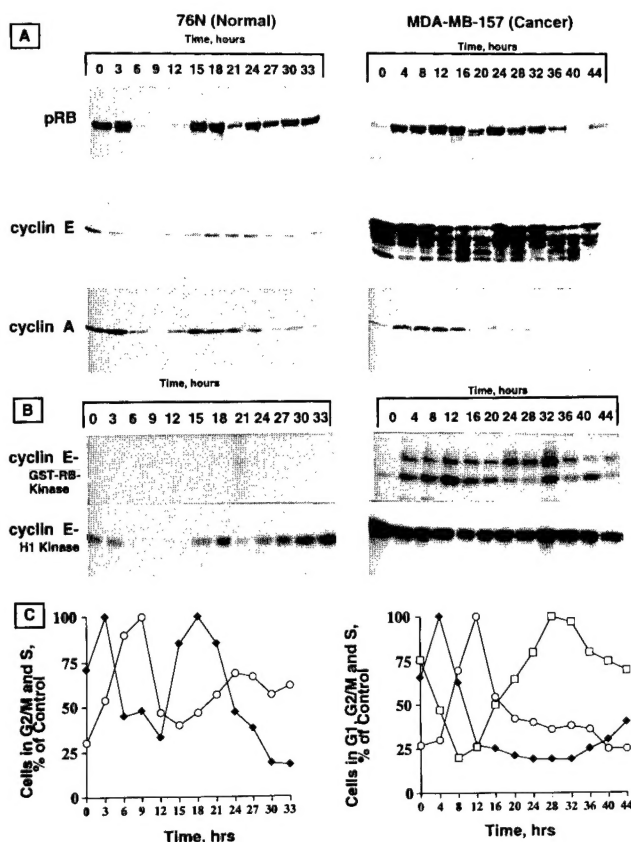 76N (Normal)
MDA-MB-157 (Cancer)
A
Time, hours
Time, hours
0 3 6 9 12 15 18 21 24 27 30 33
0 4 8 12 16 20 24 28 32 36 40 44
pRB
cyclin E
cyclin A
Time, hours
Time, hours
B
0 3 6 9 12 15 18 21 24 27 30 33
0 4 8 12 16 20 24 28 32 36 40 44
cyclin E-
GST-RB-
Kinase
cyclin E-
H1 Kinase
C
Cells in G2/M and S,
% of Control
100
75
50
25
0
0 3 6 9 12 15 18 21 24 27 30 33
Time, hrs
Cells in G1, G2/M and S,
% of Control
100
75
50
25
0
0 4 8 12 16 20 24 28 32 36 40 44
Time, hrs